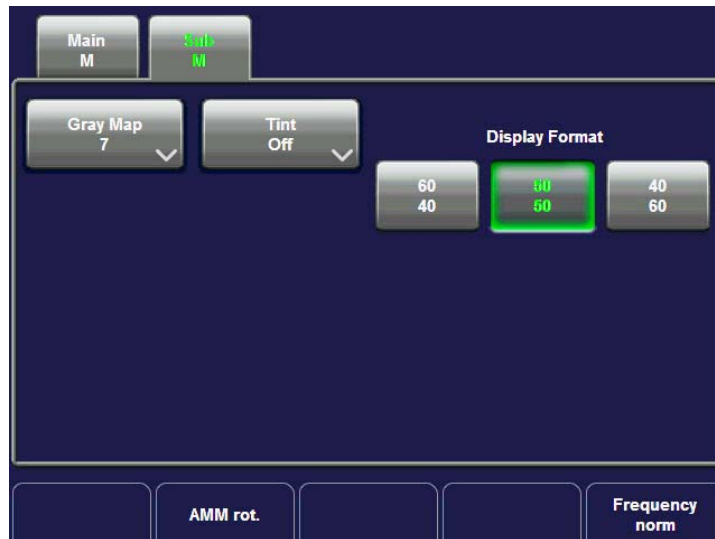 Main
M
Sub
M
Gray Map
7
Tint
Off
Display Format
60
40
50
50
40
60
AMM rot.
Frequency
norm